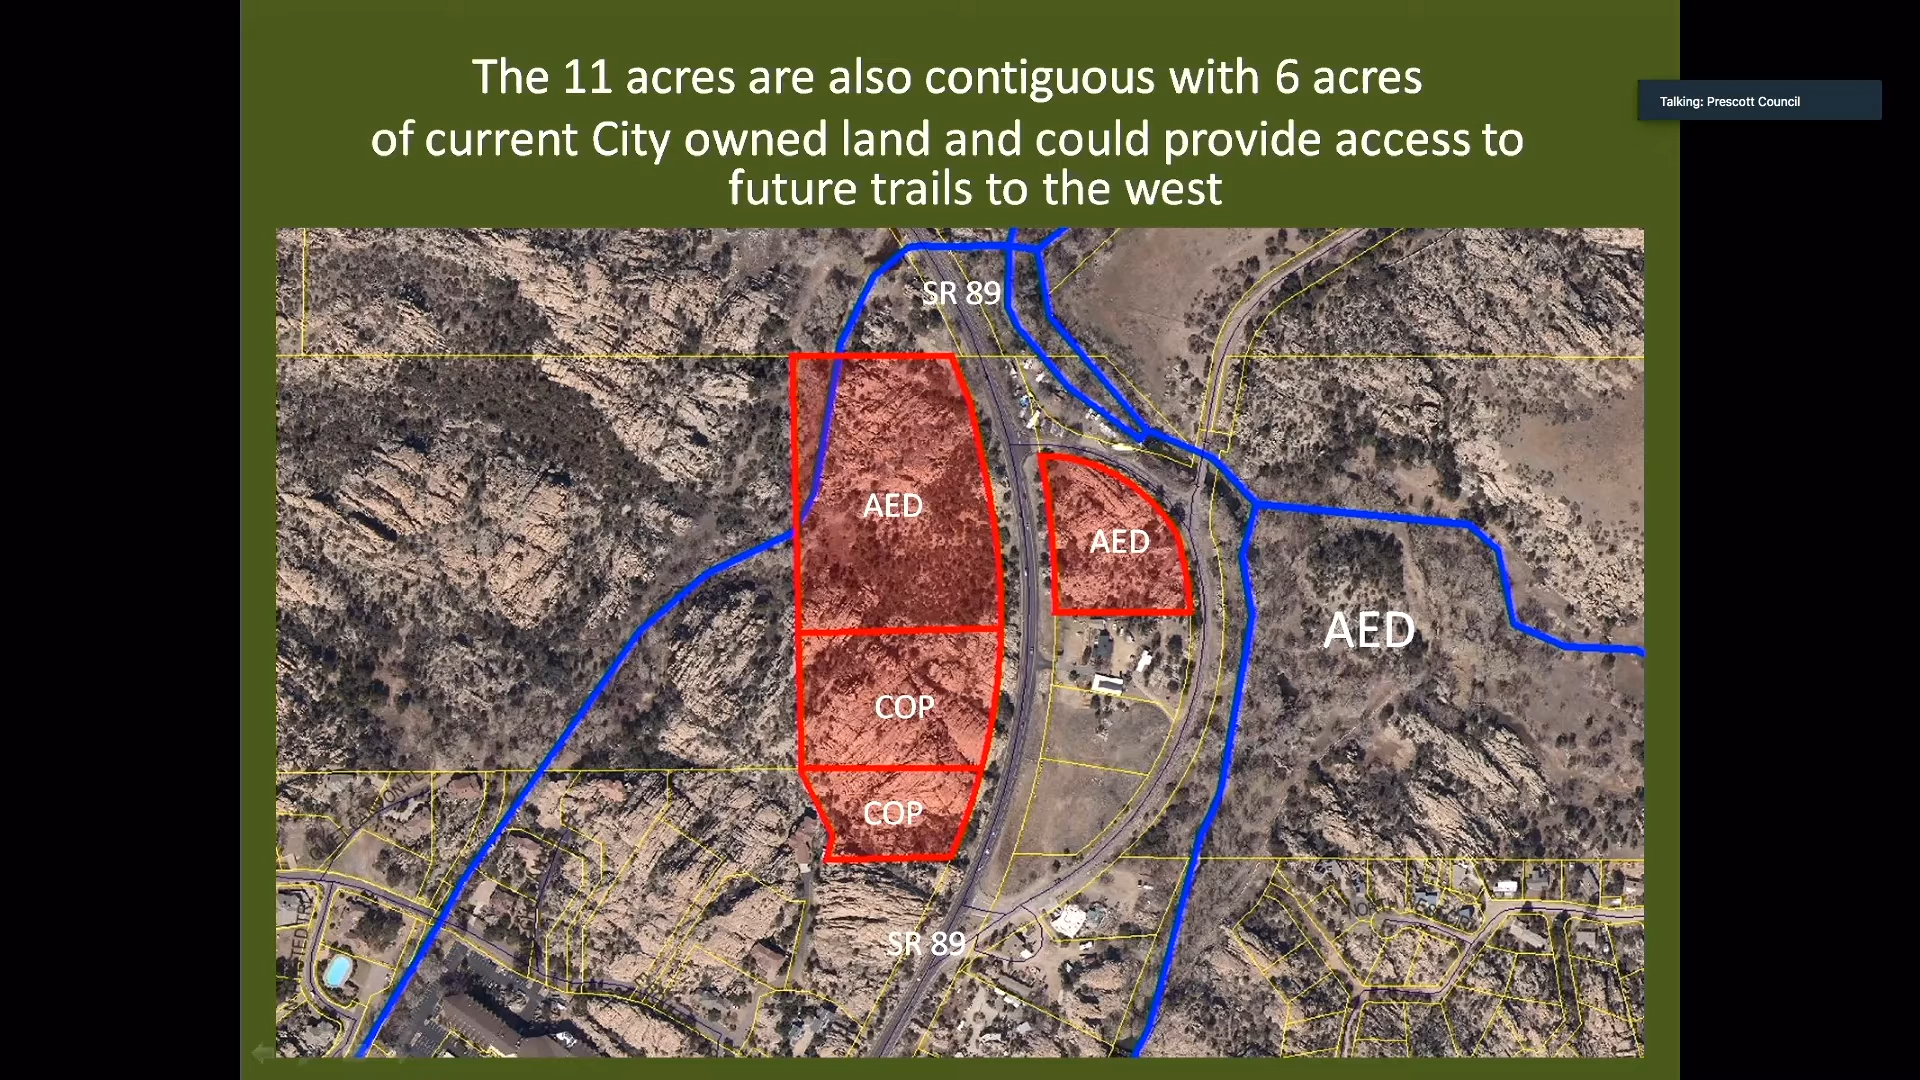 The 11 acres are also contiguous with 6 acres
of current City owned land and could provide access to
future trails to the west
Talking: Prescott Council
SR 89
AED
AED
AED
COP
COP
SR 89